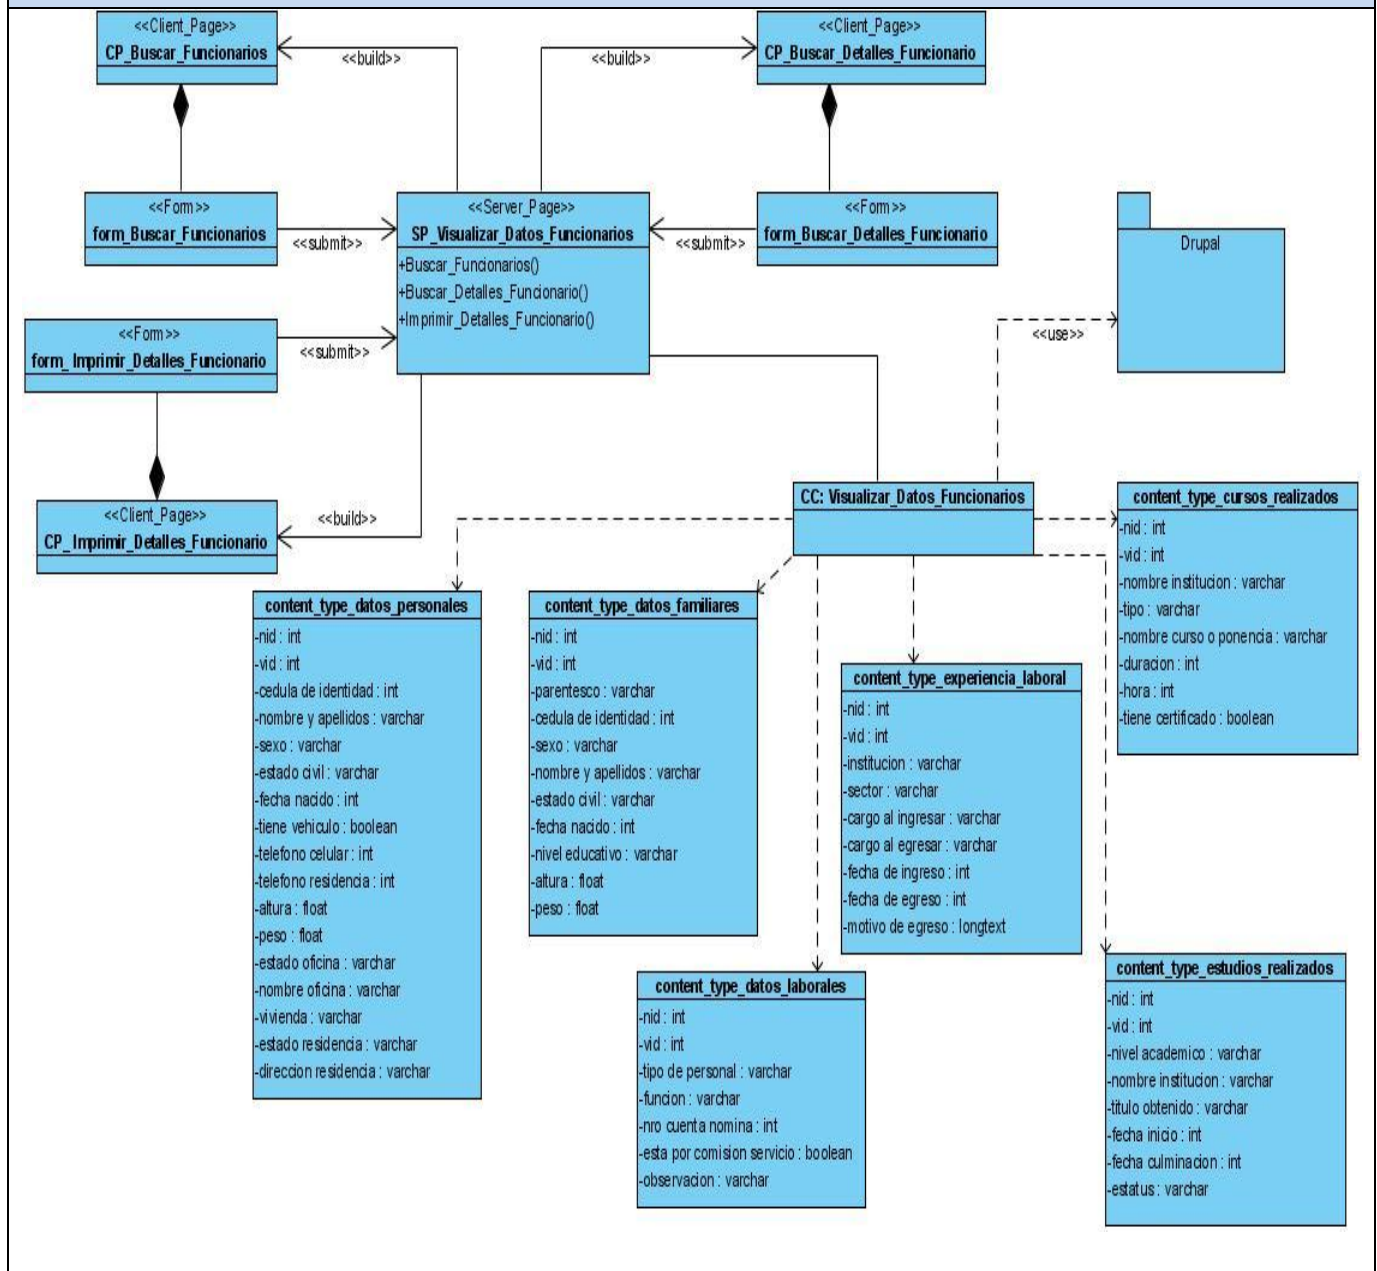 <<Client_Page>>
CP_Buscar_Funcionarios
<<build>>
<<build>>
<<Client_Page>>
CP_Buscar_Detalles_Funcionario
<<Form>>
form_Buscar_Funcionarios
<<submit>>
<<Server_Page>>
SP_Visualizar_Datos_Funcionarios
+Buscar_Funcionarios()
+Buscar_Detalles_Funcionario()
+Imprimir_Detalles_Funcionario()
<<submit>>
<<Form>>
form_Buscar_Detalles_Funcionario
Drupal
<<use>>
<<Form>>
form_ Imprimir_Detalles_Funcionario
<<submit>>
<<Client_Page>>
CP_ Imprimir_Detalles_Funcionario
<<build>>
CC: Visualizar_Datos_Funcionarios
content_type_cursos_realizados
-nid : int
-vid : int
-nombre institucion : varchar
-tipo : varchar
-nombre curso o ponencia : varchar
-duracion : int
-hora : int
-tiene certificado : boolean
content_type_datos_personales
-nid : int
-vid : int
-cedula de identidad : int
-nombre y apellidos : varchar
-sexo : varchar
-estado civil : varchar
-fecha nacido : int
-tiene vehiculo : boolean
-telefono celular : int
-telefono residencia : int
-altura : float
-peso : float
-estado oficina : varchar
-nombre oficina : varchar
-vivienda : varchar
-estado residencia : varchar
-direccion residencia : varchar
content_type_datos_familiares
-nid : int
-vid : int
-parentesco : varchar
-cedula de identidad : int
-sexo : varchar
-nombre y apellidos : varchar
-estado civil : varchar
-fecha nacido : int
-nivel educativo : varchar
-altura : float
-peso : float
content_type_experiencia_laboral
-nid : int
-vid : int
-institucion : varchar
-sector : varchar
-cargo al ingresar : varchar
-cargo al egresar : varchar
-fecha de ingreso : int
-fecha de egreso : int
-motivo de egreso : longtext
content_type_datos_laborales
-nid : int
-vid : int
-tipo de personal : varchar
-funcion : varchar
-nro cuenta nomina : int
-esta por comision servicio : boolean
-observacion : varchar
content_type_estudios_realizados
-nid : int
-vid : int
-nivel academico : varchar
-nombre institucion : varchar
-titulo obtenido : varchar
-fecha inicio : int
-fecha culminacion : int
-estatus : varchar